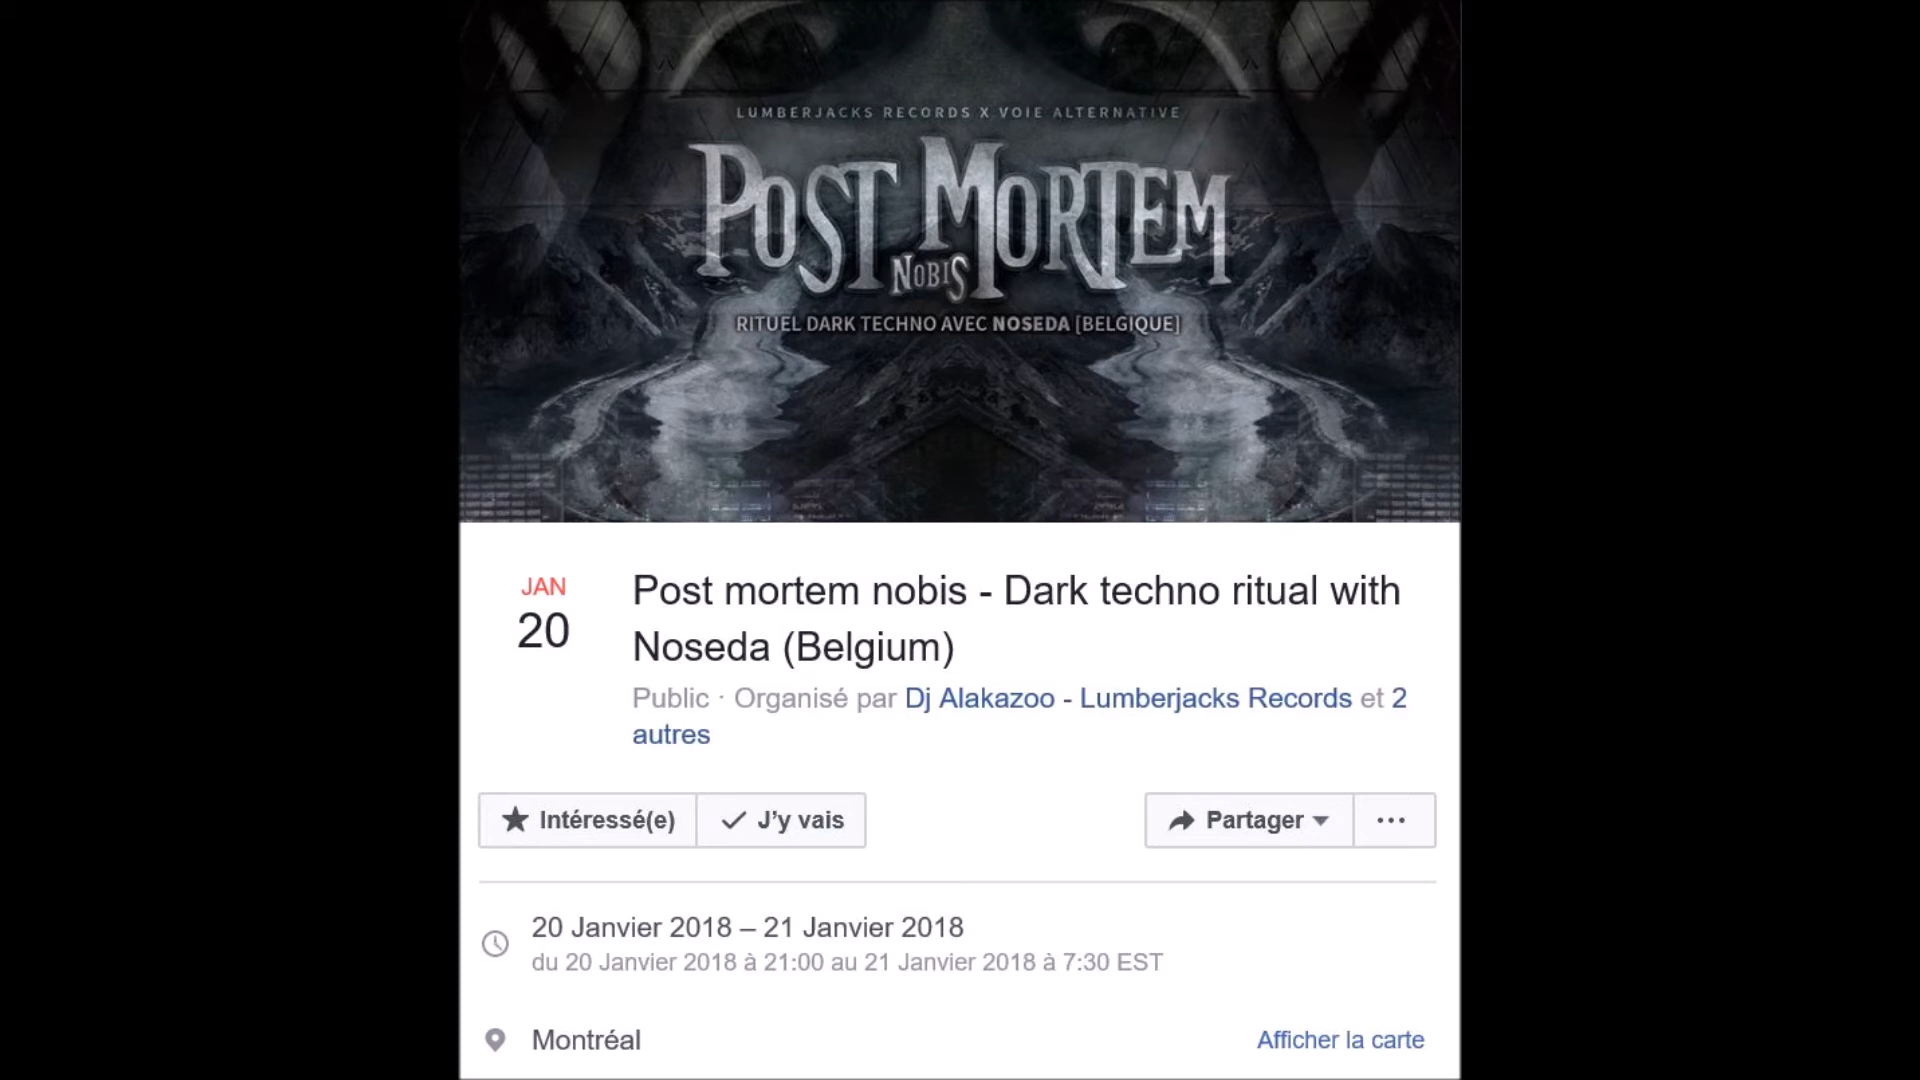 LUMBERJACKS RECORDS X VOIE ALTERNATIVE
POST MORTEM
NOBIS
RITUEL DARK TECHNO AVEC NOSEDA [BELGIQUE]
JAN
20
Post mortem nobis - Dark techno ritual with
Noseda (Belgium)
Public · Organisé par Dj Alakazoo - Lumberjacks Records et 2
autres
Intéressé(e)
J’y vais
Partager
20 Janvier 2018 – 21 Janvier 2018
du 20 Janvier 2018 à 21:00 au 21 Janvier 2018 à 7:30 EST
Montréal
Afficher la carte